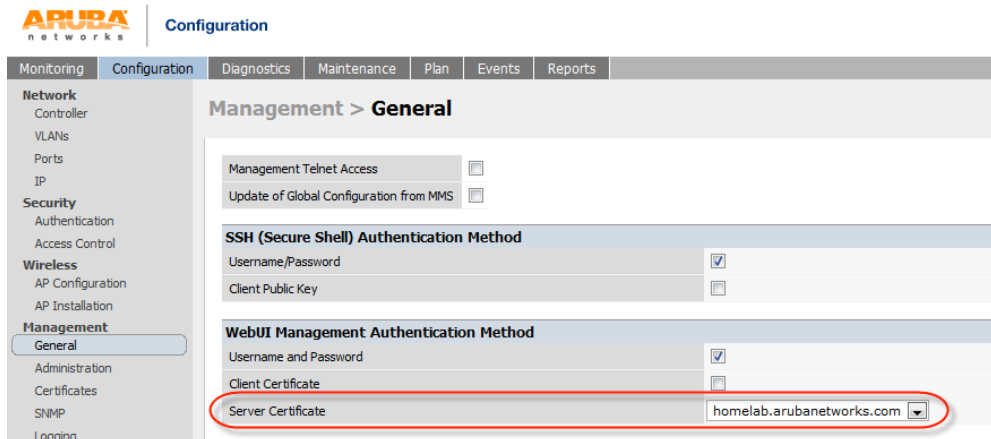 ARUBA
networks
Configuration
Monitoring Configuration Diagnostics Maintenance Plan Events Reports
Network
Controller
VLANs
Ports
IP
Security
Authentication
Access Control
Wireless
AP Configuration
AP Installation
Management
General
Administration
Certificates
SNMP
Logging
Management > General
Management Telnet Access
Update of Global Configuration from MMS
SSH (Secure Shell) Authentication Method
Username/Password
Client Public Key
WebUI Management Authentication Method
Username and Password
Client Certificate
Server Certificate homelab.arubanetworks.com